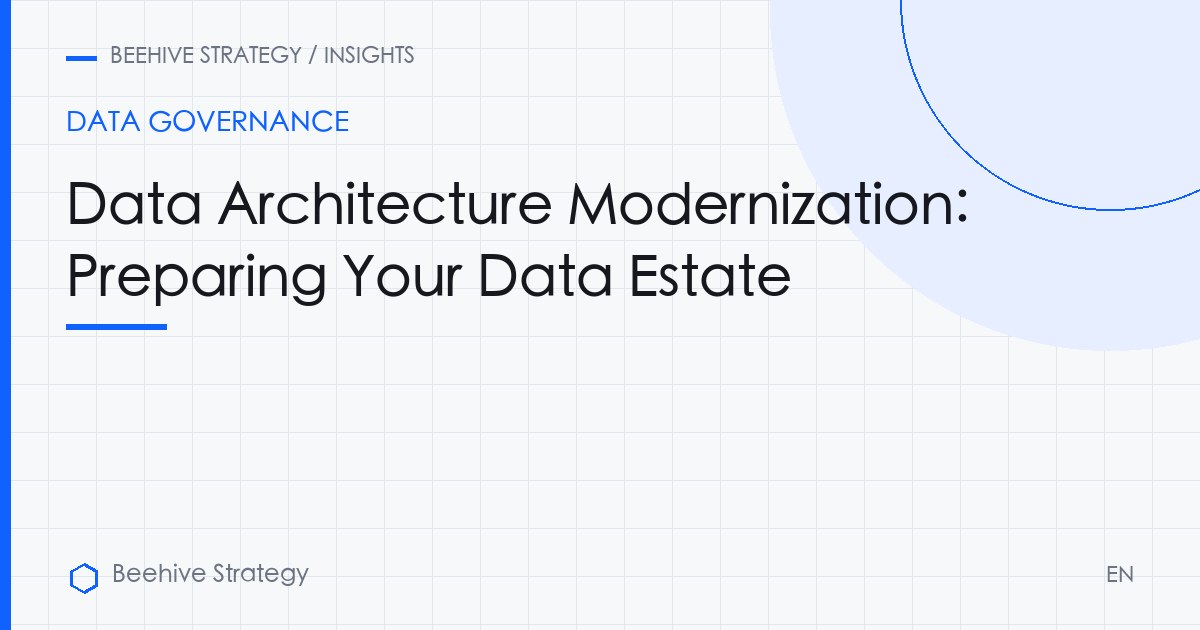 BEEHIVE STRATEGY / INSIGHTS
DATA GOVERNANCE
Data Architecture Modernization:
Preparing Your Data Estate
Beehive Strategy
EN